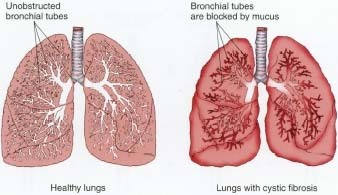 Unobstructed
bronchial tubes
Bronchial tubes
are blocked by mucus
Healthy lungs
Lungs with cystic fibrosis